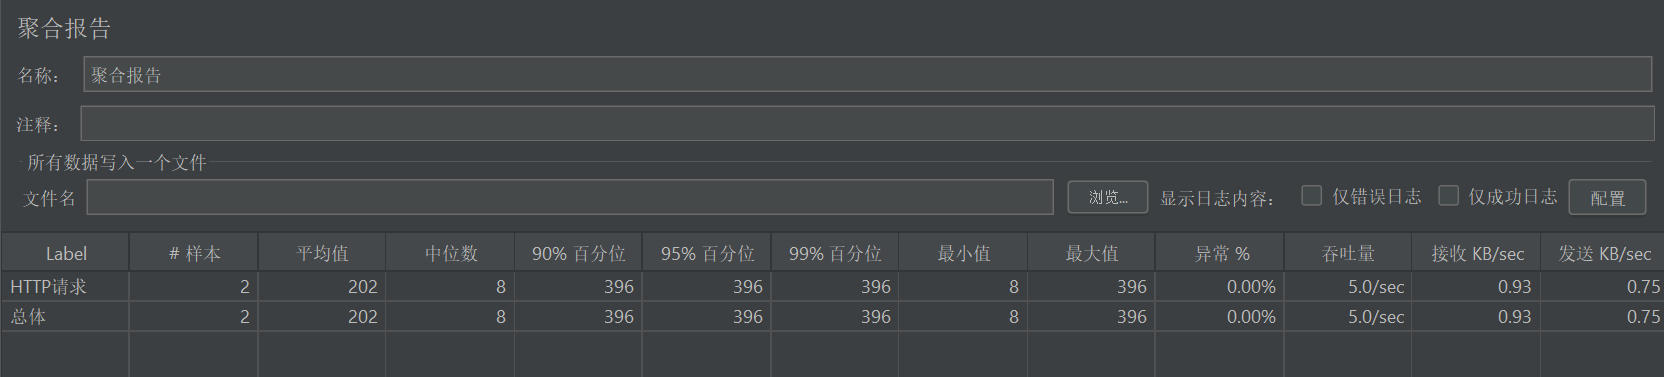 聚合报告
名称： 聚合报告
注释：
所有数据写入一个文件
文件名 浏览... 显示日志内容： 仅错误日志 仅成功日志 配置
Label # 样本 平均值 中位数 90% 百分位 95% 百分位 99% 百分位 最小值 最大值 异常 % 吞吐量 接收 KB/sec 发送 KB/sec
HTTP请求 2 202 8 396 396 396 8 396 0.00% 5.0/sec 0.93 0.75
总体 2 202 8 396 396 396 8 396 0.00% 5.0/sec 0.93 0.75